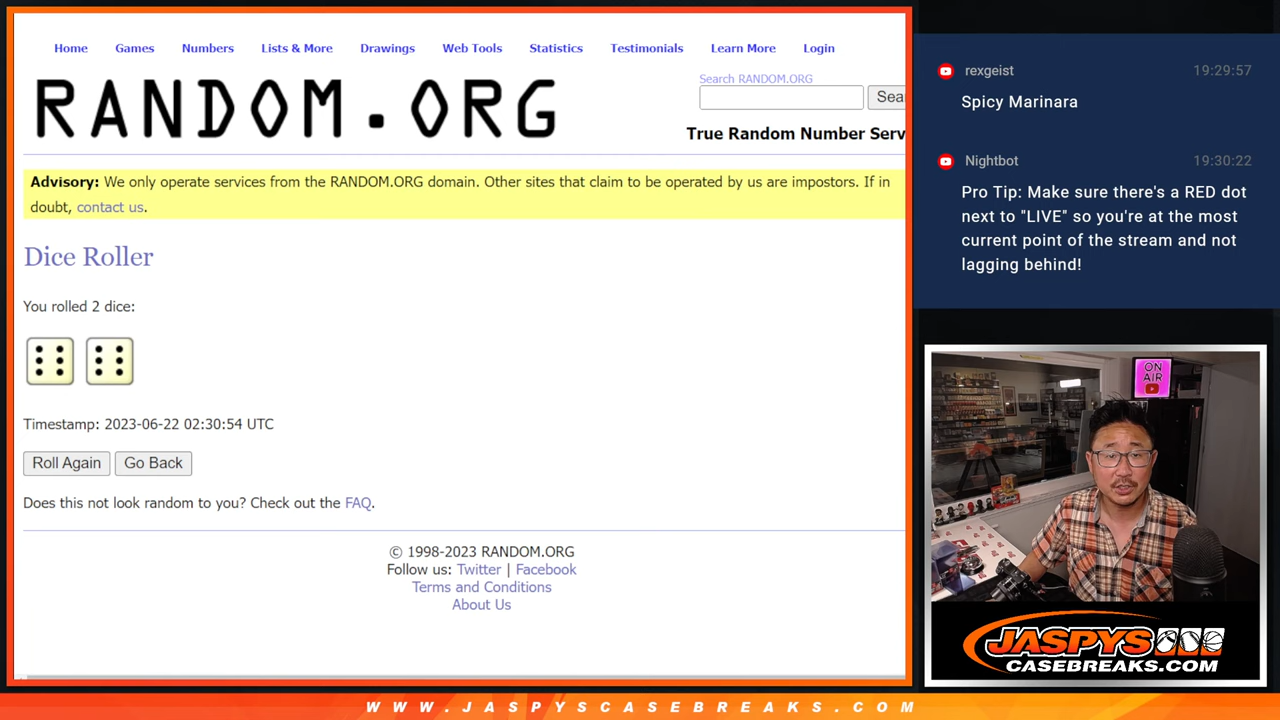 Home Games Numbers Lists & More Drawings Web Tools Statistics Testimonials Learn More Login
RANDOM.ORG
Search RANDOM.ORG
Sea
True Random Number Serv
Advisory: We only operate services from the RANDOM.ORG domain. Other sites that claim to be operated by us are impostors. If in
doubt, contact us.
Dice Roller
You rolled 2 dice:
Timestamp: 2023-06-22 02:30:54 UTC
Roll Again Go Back
Does this not look random to you? Check out the FAQ.
© 1998-2023 RANDOM.ORG
Follow us: Twitter | Facebook
Terms and Conditions
About Us
rexgeist 19:29:57
Spicy Marinara
Nightbot 19:30:22
Pro Tip: Make sure there's a RED dot
next to "LIVE" so you're at the most
current point of the stream and not
lagging behind!
ON
AIR
JASPYS
CASEBREAKS.COM
WWW.JASPYSCASEBREAKS.COM